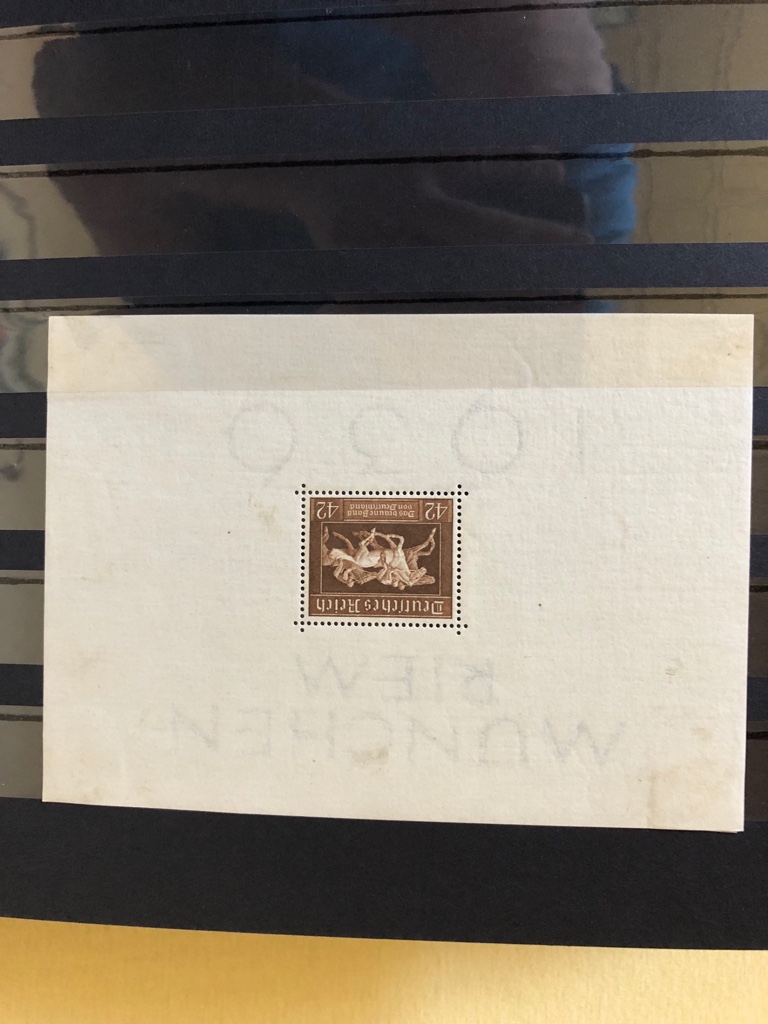 MÜNCHEN
RIEM
Deutsches Reich
42 Das braune Band 42
von Deutschland
1936